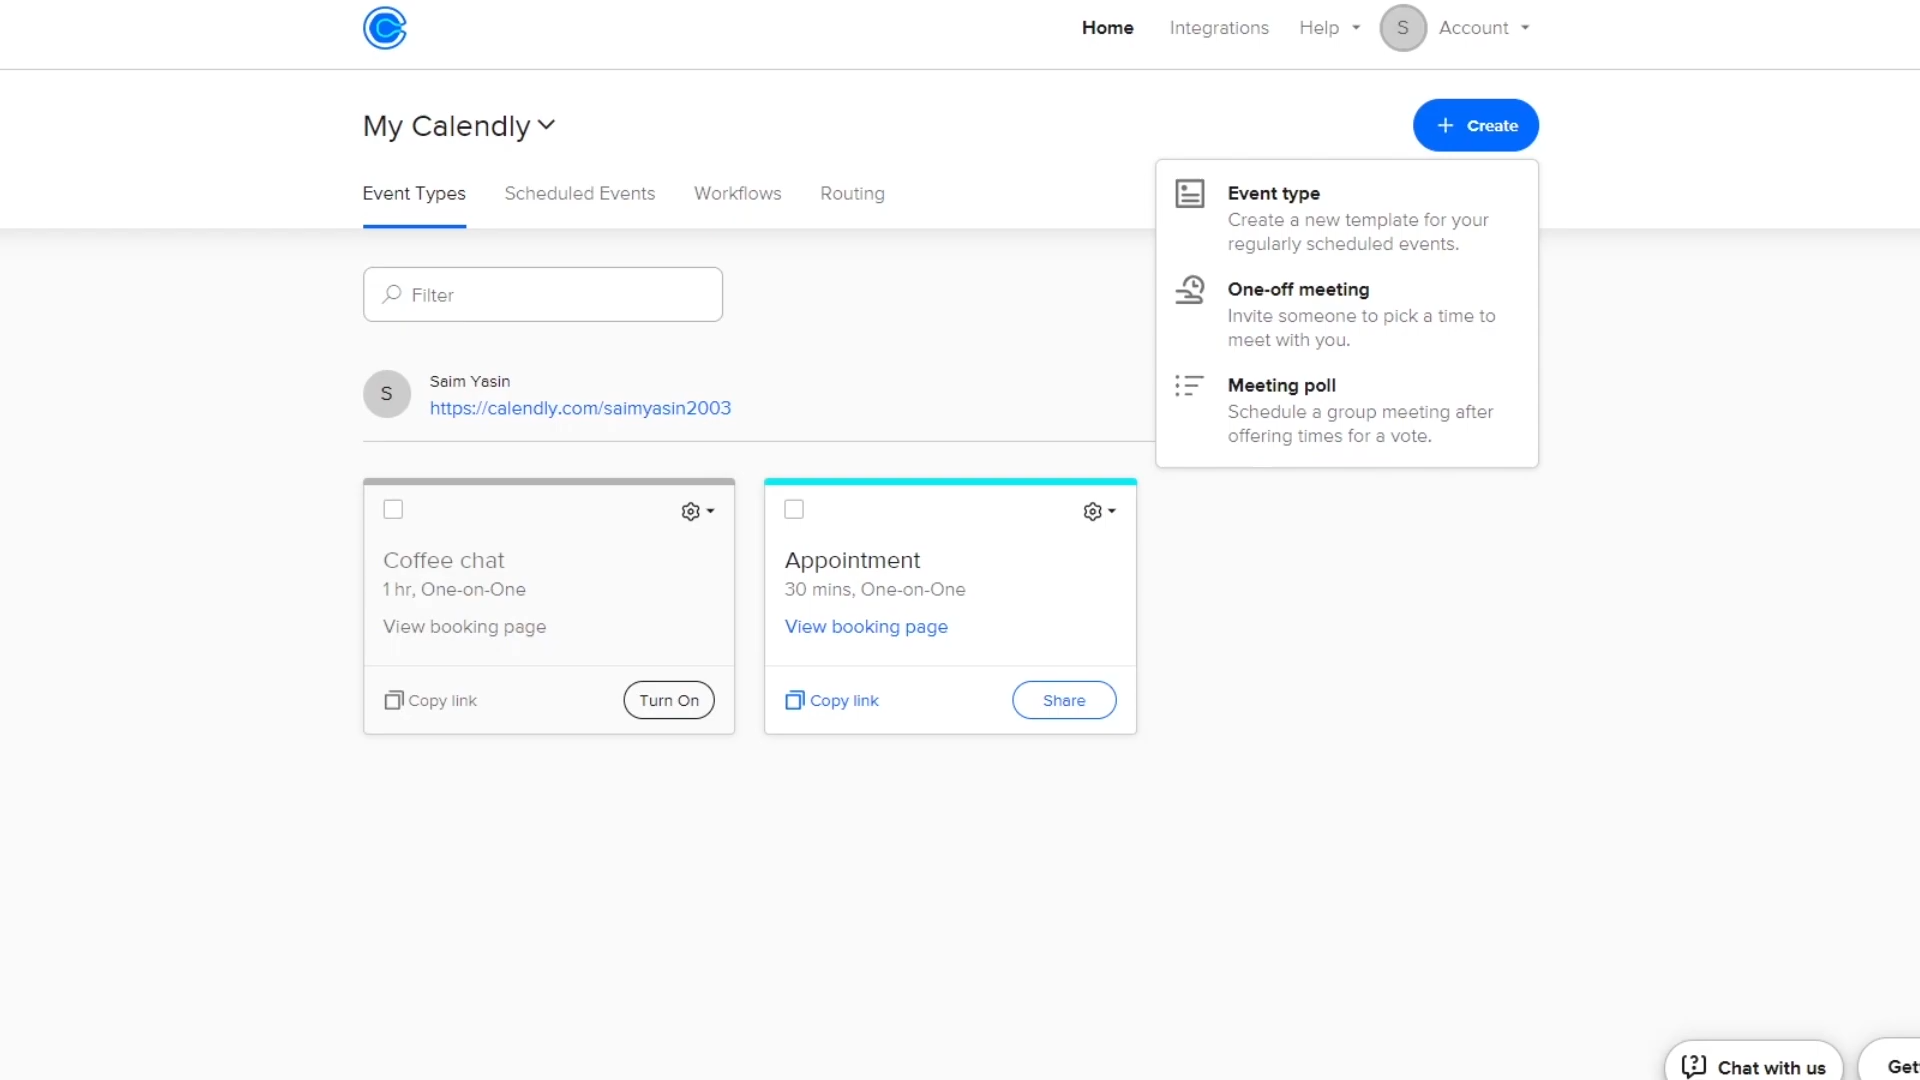 Home
Integrations
Help
S
Account
My Calendly
+ Create
Event Types
Scheduled Events
Workflows
Routing
Event type
Create a new template for your
regularly scheduled events.
One-off meeting
Invite someone to pick a time to
meet with you.
Meeting poll
Schedule a group meeting after
offering times for a vote.
Filter
S
Saim Yasin
https://calendly.com/saimyasin2003
Coffee chat
1 hr, One-on-One
View booking page
Copy link
Turn On
Appointment
30 mins, One-on-One
View booking page
Copy link
Share
Chat with us
Get